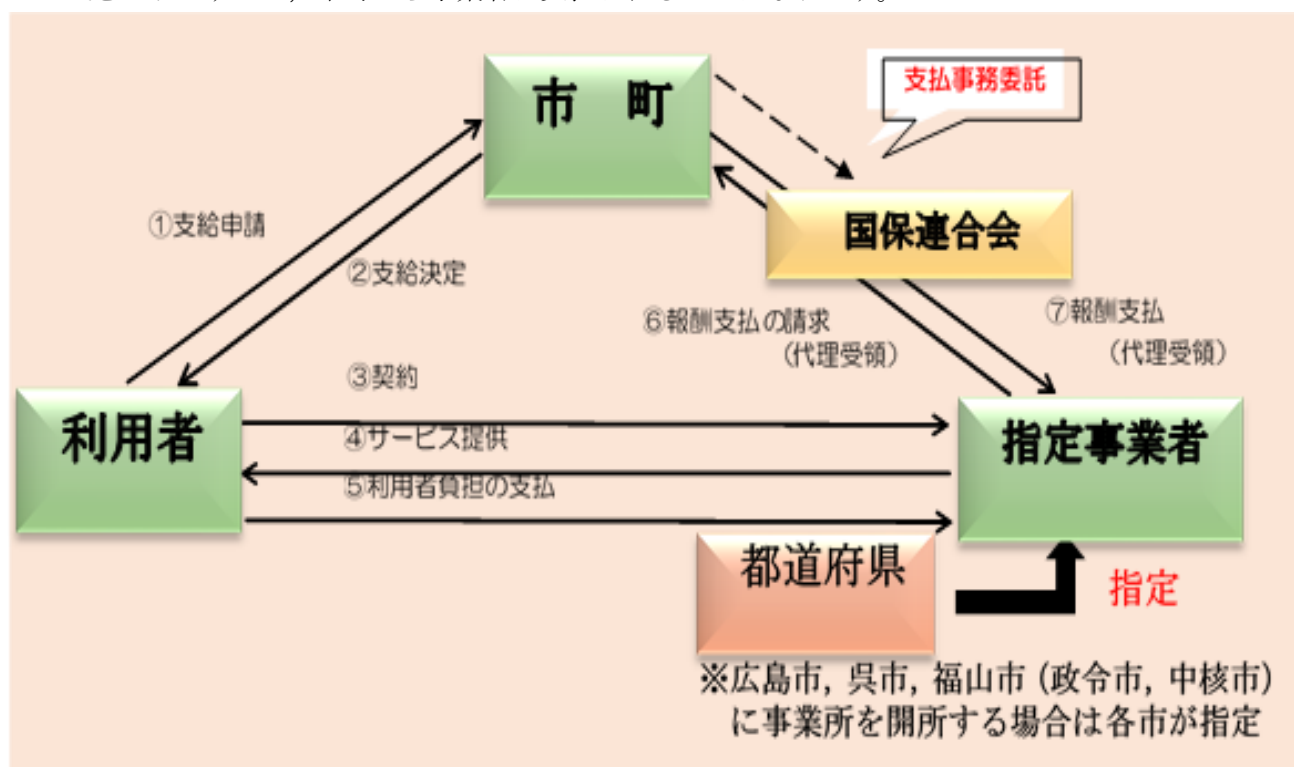 市　町
支払事務委託
国保連合会
①支給申請
②支給決定
⑥報酬支払の請求
（代理受領）
⑦報酬支払
（代理受領）
③契約
利用者
④サービス提供
指定事業者
⑤利用者負担の支払
都道府県
指定
※広島市，呉市，福山市（政令市，中核市）
に事業所を開所する場合は各市が指定